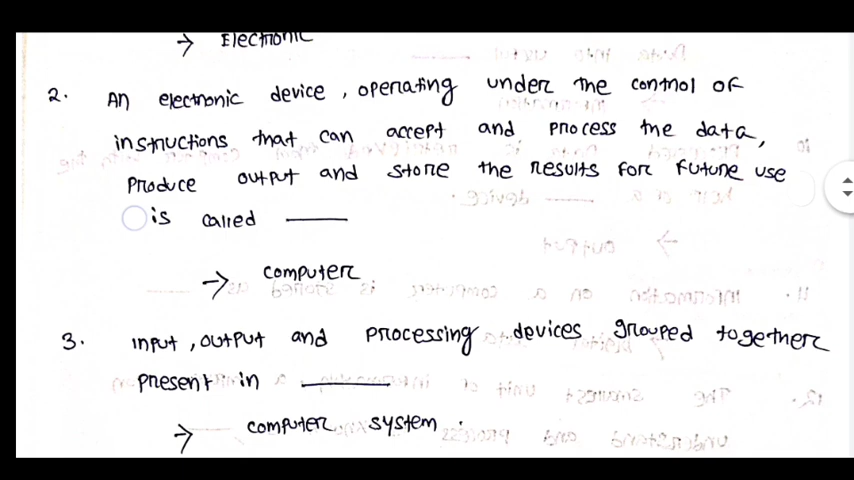 → Electronic
2. An electronic device, operating under the control of
instructions that can accept and process the data,
produce output and store the results for future use
is called ______
→ computer
3. Input, output and processing devices grouped together
present in ______
→ computer system.